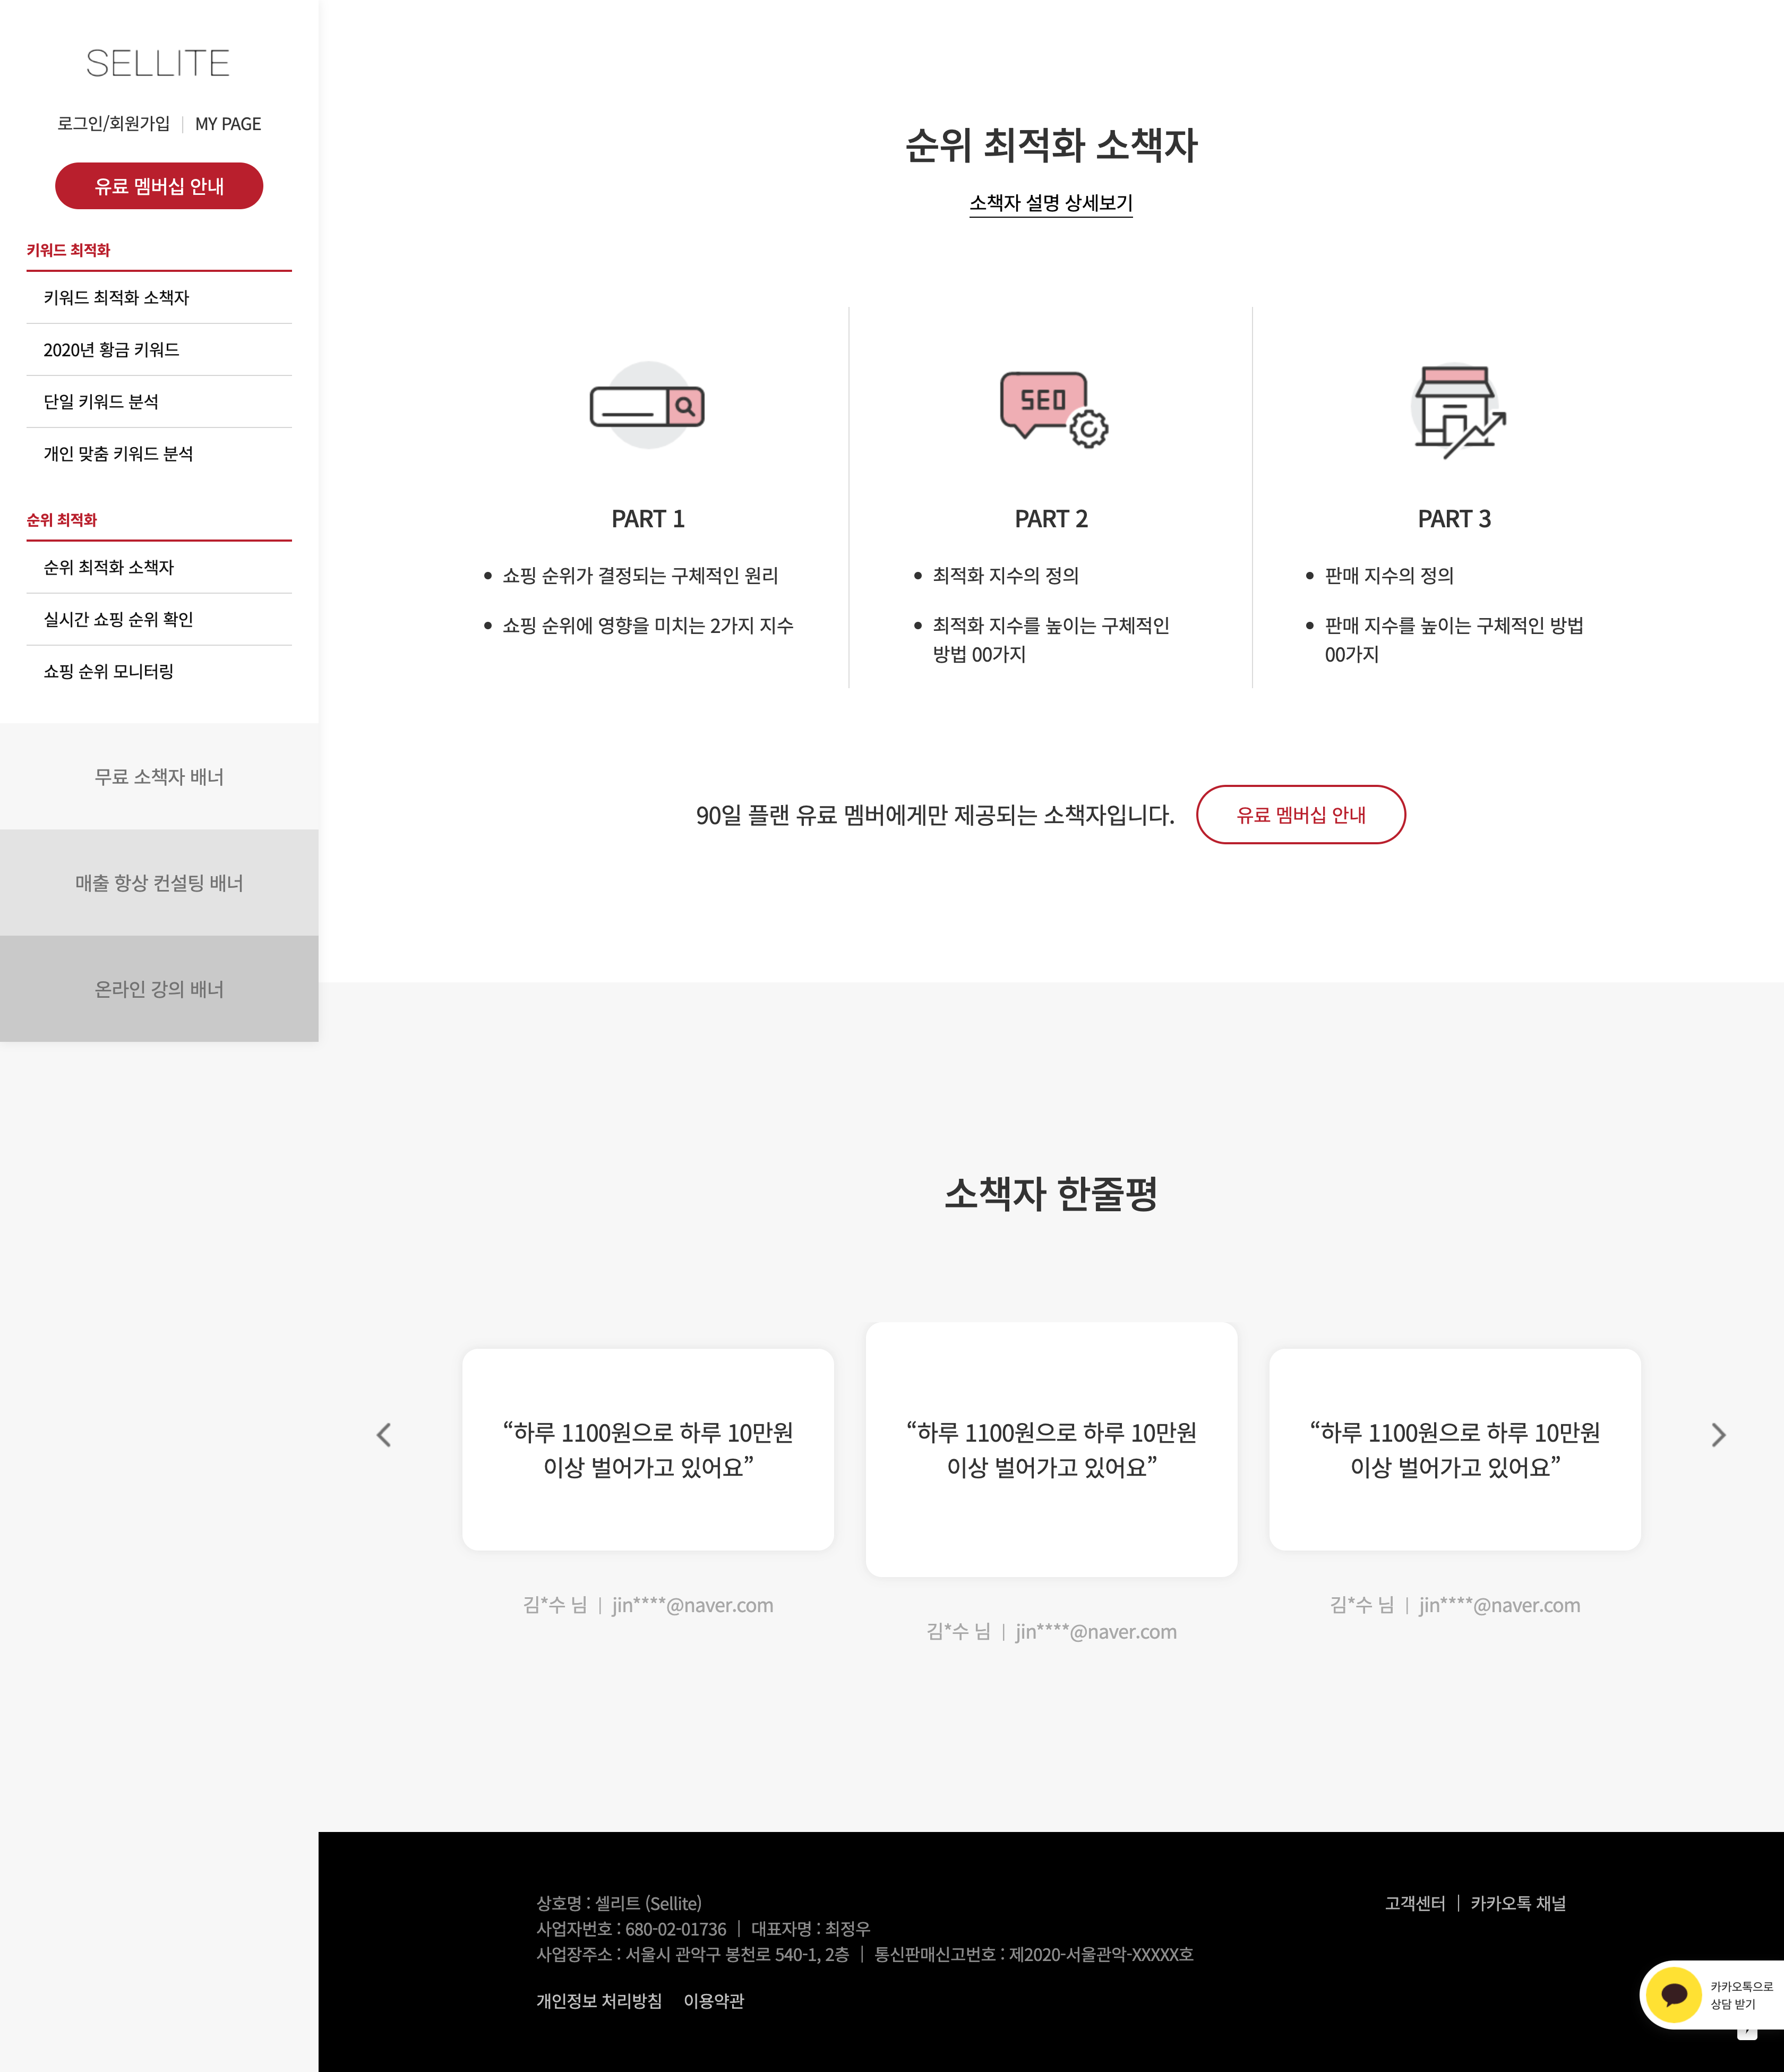 SELLITE
로그인/회원가입 | MY PAGE
유료 멤버십 안내
키워드 최적화
키워드 최적화 소책자
2020년 황금 키워드
단일 키워드 분석
개인 맞춤 키워드 분석
순위 최적화
순위 최적화 소책자
실시간 쇼핑 순위 확인
쇼핑 순위 모니터링
무료 소책자 배너
매출 항상 컨설팅 배너
온라인 강의 배너
순위 최적화 소책자
소책자 설명 상세보기
PART 1
• 쇼핑 순위가 결정되는 구체적인 원리
• 쇼핑 순위에 영향을 미치는 2가지 지수
SEO
PART 2
• 최적화 지수의 정의
• 최적화 지수를 높이는 구체적인
방법 00가지
PART 3
• 판매 지수의 정의
• 판매 지수를 높이는 구체적인 방법
00가지
90일 플랜 유료 멤버에게만 제공되는 소책자입니다.
유료 멤버십 안내
소책자 한줄평
“하루 1100원으로 하루 10만원
이상 벌어가고 있어요”
김*수 님 | jin****@naver.com
“하루 1100원으로 하루 10만원
이상 벌어가고 있어요”
김*수 님 | jin****@naver.com
“하루 1100원으로 하루 10만원
이상 벌어가고 있어요”
김*수 님 | jin****@naver.com
상호명 : 셀리트 (Sellite)
사업자번호 : 680-02-01736 | 대표자명 : 최정우
사업장주소 : 서울시 관악구 봉천로 540-1, 2층 | 통신판매신고번호 : 제2020-서울관악-XXXXX호
개인정보 처리방침 이용약관
고객센터 | 카카오톡 채널
카카오톡으로
상담 받기